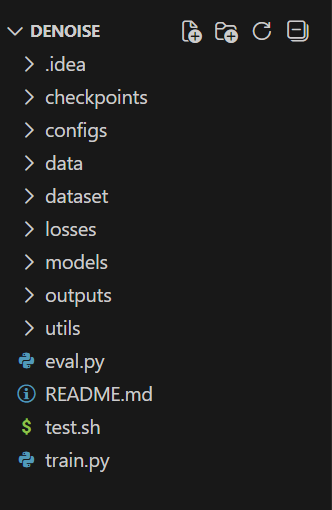 DENOISE
.idea
checkpoints
configs
data
dataset
losses
models
outputs
utils
eval.py
README.md
$ test.sh
train.py